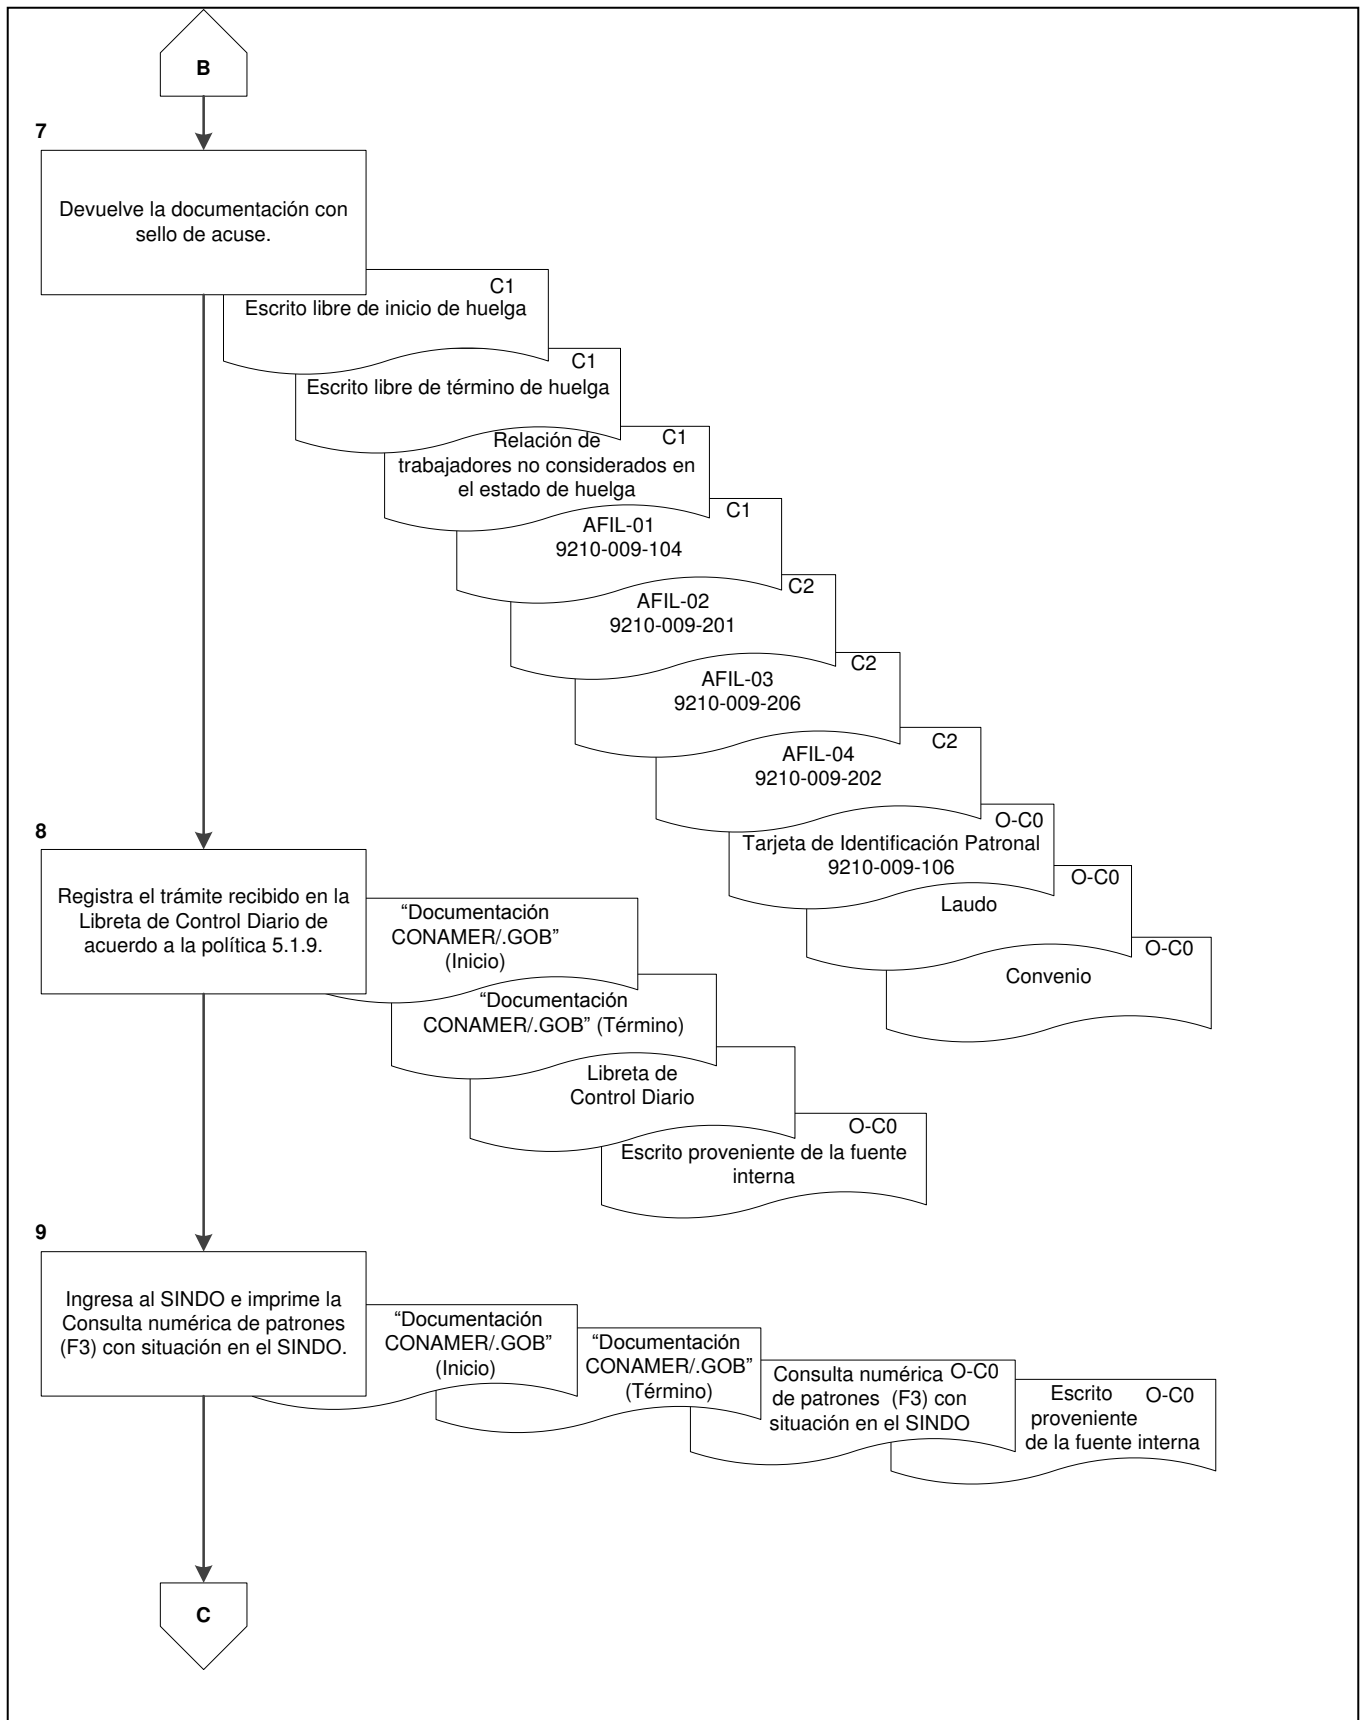 B
7
Devuelve la documentación con
sello de acuse.
C1
Escrito libre de inicio de huelga
C1
Escrito libre de término de huelga
Relación de C1
trabajadores no considerados en
el estado de huelga
C1
AFIL-01
9210-009-104
C2
AFIL-02
9210-009-201
C2
AFIL-03
9210-009-206
C2
AFIL-04
9210-009-202
O-C0
Tarjeta de Identificación Patronal
9210-009-106
O-C0
Laudo
O-C0
Convenio
8
Registra el trámite recibido en la
Libreta de Control Diario de
acuerdo a la política 5.1.9.
“Documentación
CONAMER/.GOB”
(Inicio)
“Documentación
CONAMER/.GOB” (Término)
Libreta de
Control Diario
O-C0
Escrito proveniente de la fuente
interna
9
Ingresa al SINDO e imprime la
Consulta numérica de patrones
(F3) con situación en el SINDO.
“Documentación
CONAMER/.GOB”
(Inicio)
“Documentación
CONAMER/.GOB”
(Término)
Consulta numérica O-C0
de patrones (F3) con
situación en el SINDO
Escrito O-C0
proveniente
de la fuente interna
C